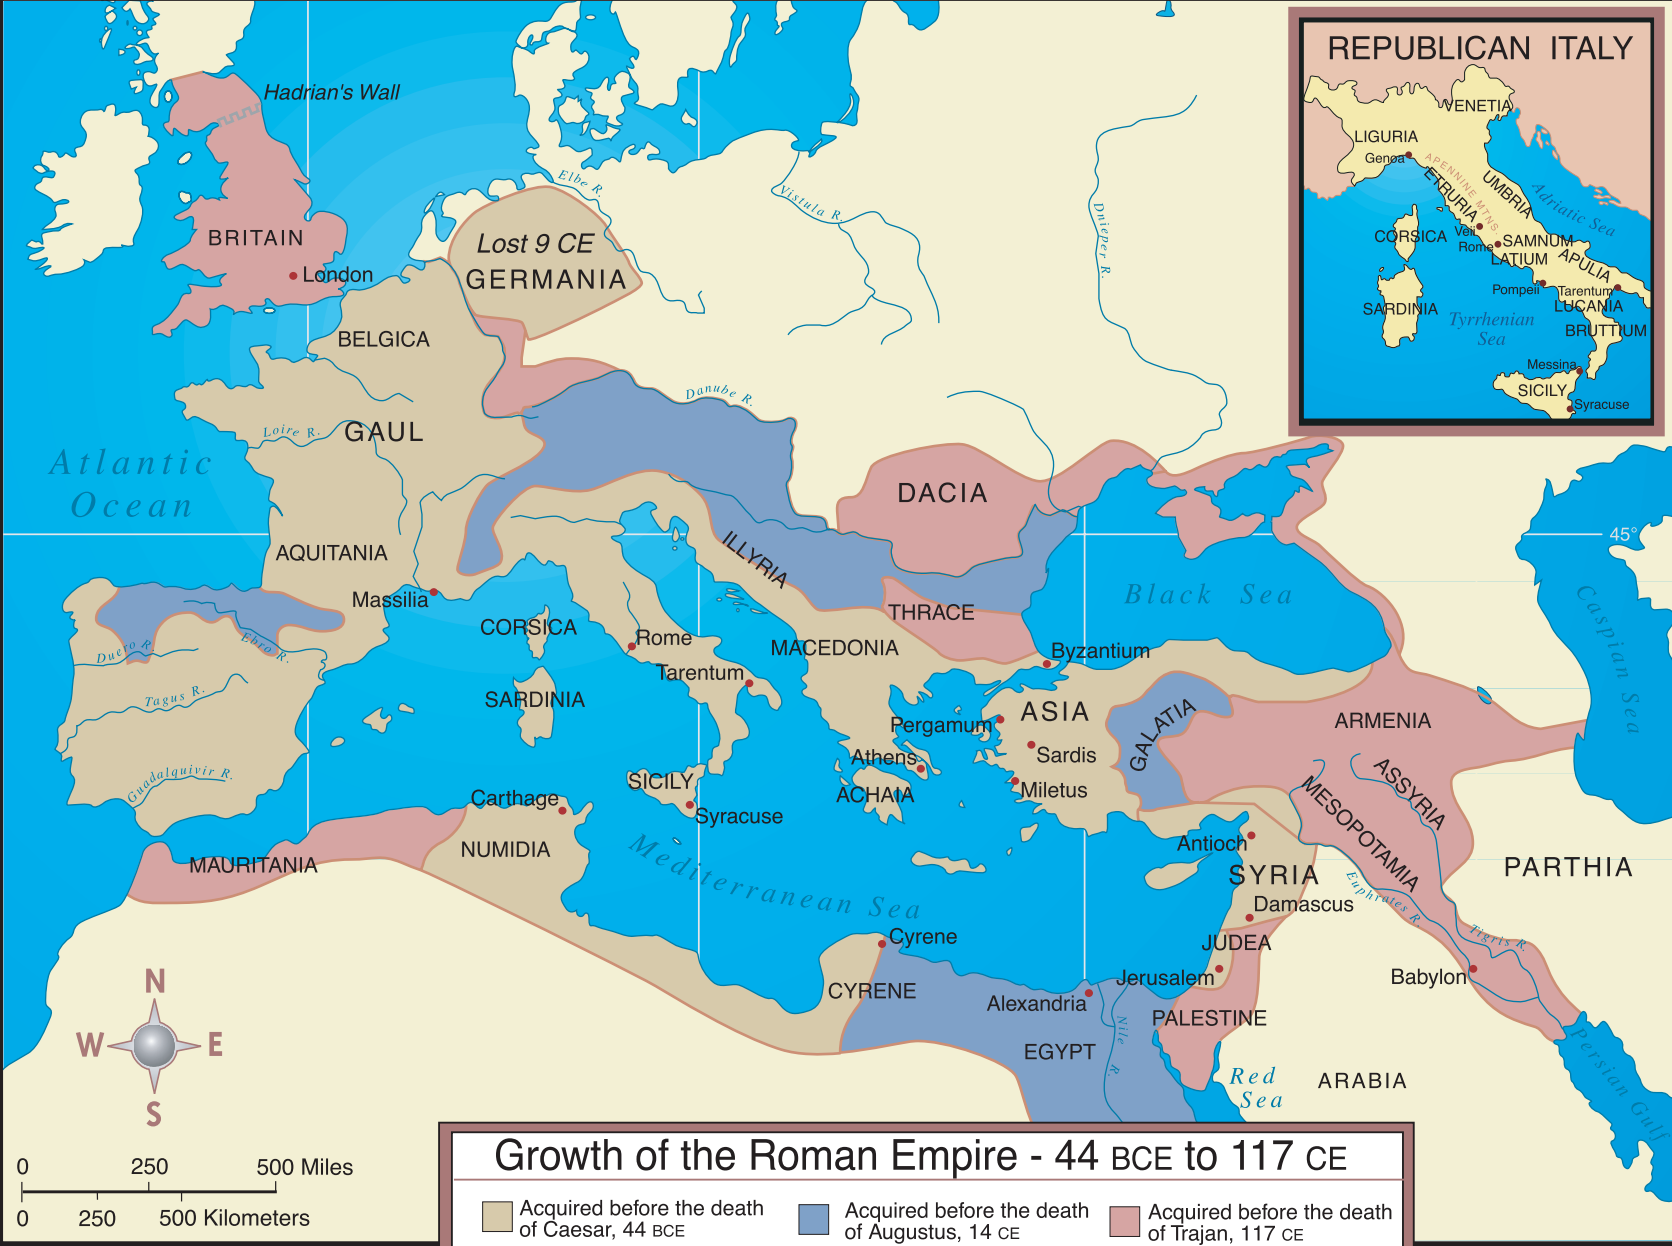 REPUBLICAN ITALY
VENETIA
LIGURIA
Genoa
APENNINE MTNS.
ETRURIA
UMBRIA
Adriatic Sea
CORSICA
Veii
Rome
SAMNUM
LATIUM
APULIA
Pompeii
Tarentum
LUCANIA
SARDINIA
Tyrrhenian
Sea
BRUTTIUM
Messina
SICILY
Syracuse
Hadrian's Wall
BRITAIN
London
Elbe R.
Vistula R.
Dnieper R.
Lost 9 CE
GERMANIA
BELGICA
Danube R.
Loire R.
GAUL
Atlantic
Ocean
DACIA
45°
AQUITANIA
ILLYRIA
Black Sea
Caspian Sea
Massilia
THRACE
CORSICA
Rome
MACEDONIA
Byzantium
Duero R.
Ebro R.
Tarentum
Tagus R.
SARDINIA
ASIA
Pergamum
GALATIA
ARMENIA
Sardis
Athens
Guadalquivir R.
SICILY
Miletus
ACHAIA
ASSYRIA
MESOPOTAMIA
Carthage
Syracuse
NUMIDIA
Antioch
MAURITANIA
Mediterranean Sea
SYRIA
PARTHIA
Euphrates R.
Damascus
Cyrene
JUDEA
Tigris R.
Jerusalem
Babylon
CYRENE
Alexandria
PALESTINE
Nile R.
EGYPT
Red
Sea
ARABIA
Persian Gulf
N
W E
S
0 250 500 Miles
0 250 500 Kilometers
Growth of the Roman Empire - 44 BCE to 117 CE
Acquired before the death
of Caesar, 44 BCE
Acquired before the death
of Augustus, 14 CE
Acquired before the death
of Trajan, 117 CE